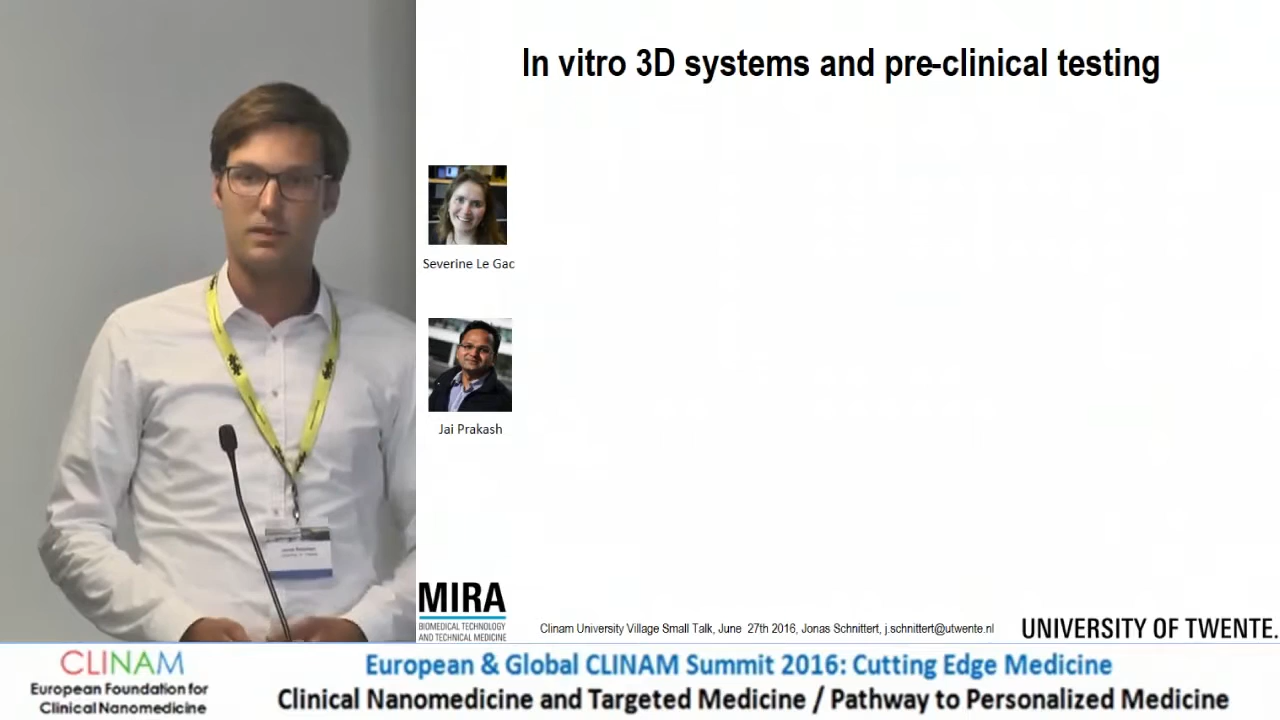 In vitro 3D systems and pre-clinical testing
Severine Le Gac
Jai Prakash
MIRA
BIOMEDICAL TECHNOLOGY
AND TECHNICAL MEDICINE
Clinam University Village Small Talk, June 27th 2016, Jonas Schnittert, j.schnittert@utwente.nl
UNIVERSITY OF TWENTE.
CLINAM
European Foundation for
Clinical Nanomedicine
European & Global CLINAM Summit 2016: Cutting Edge Medicine
Clinical Nanomedicine and Targeted Medicine / Pathway to Personalized Medicine